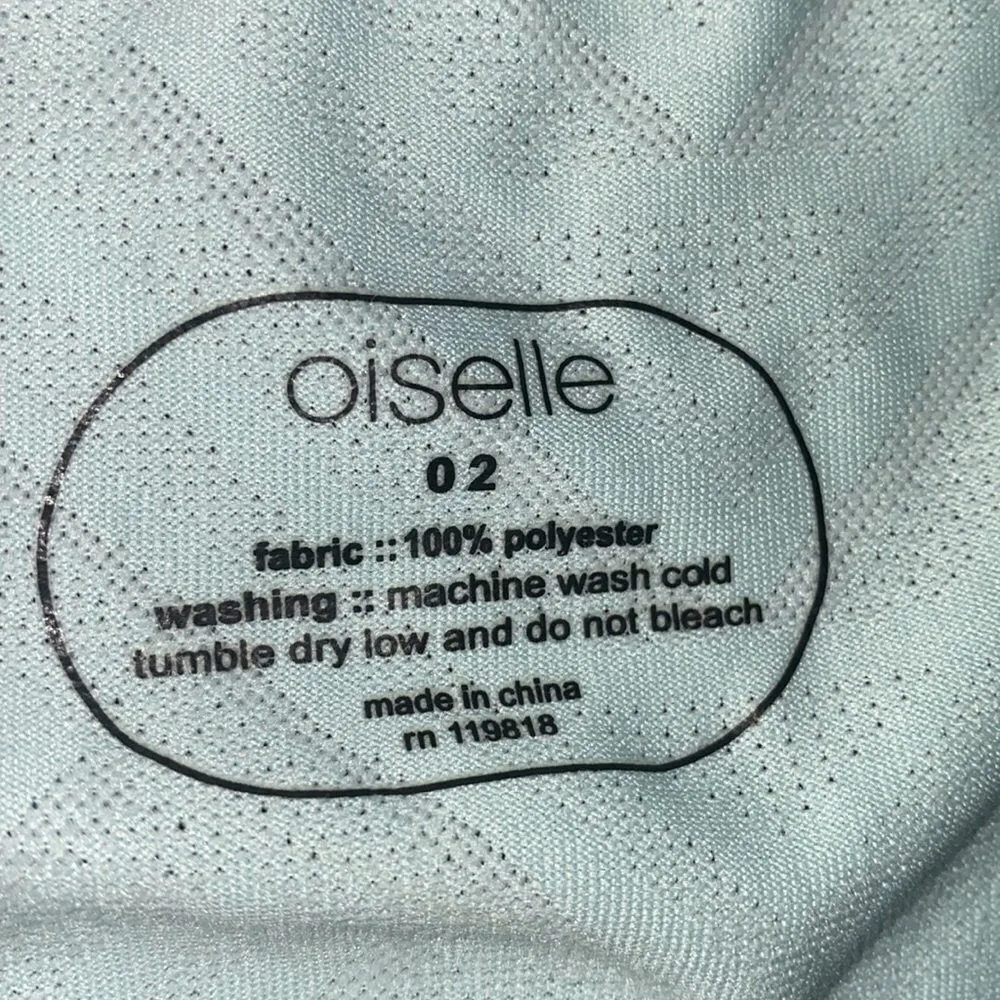 oiselle
0 2
fabric :: 100% polyester
washing :: machine wash cold
tumble dry low and do not bleach
made in china
rn 119818